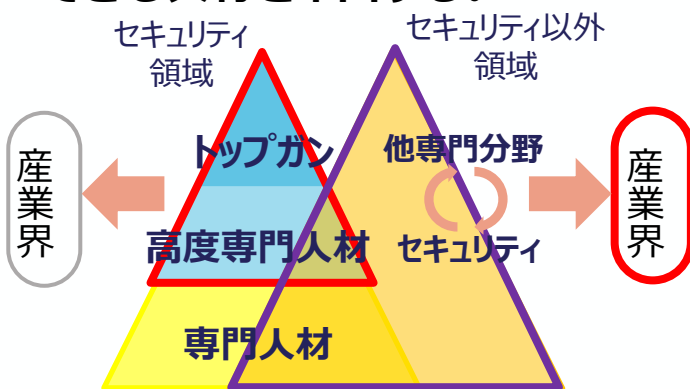 セキュリティ
領域
セキュリティ以外
領域
産業界
トップガン
他専門分野
産業界
高度専門人材
セキュリティ
専門人材